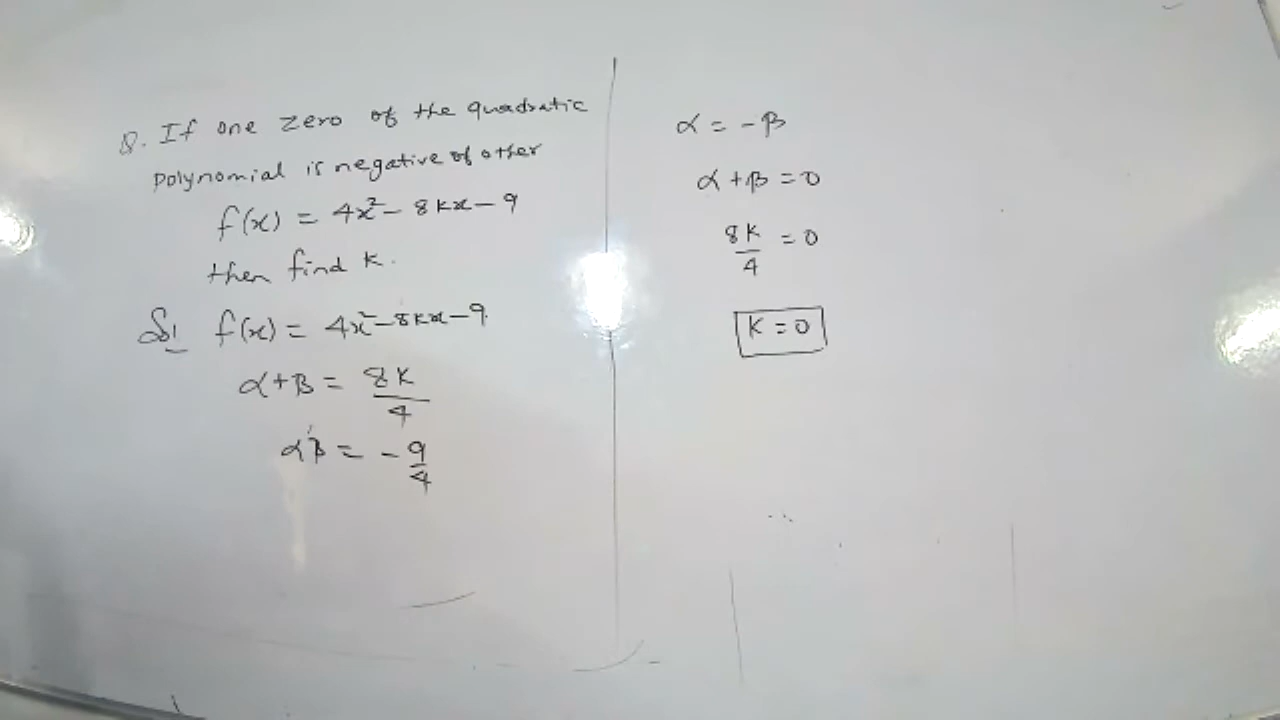 Q. If one zero of the quadratic
polynomial is negative of other
f(x) = 4x² - 8kx - 9
then find k.
Sol f(x) = 4x² - 8kx - 9
α + β = 8k/4
αβ = - 9/4
α = - β
α + β = 0
8k/4 = 0
k = 0